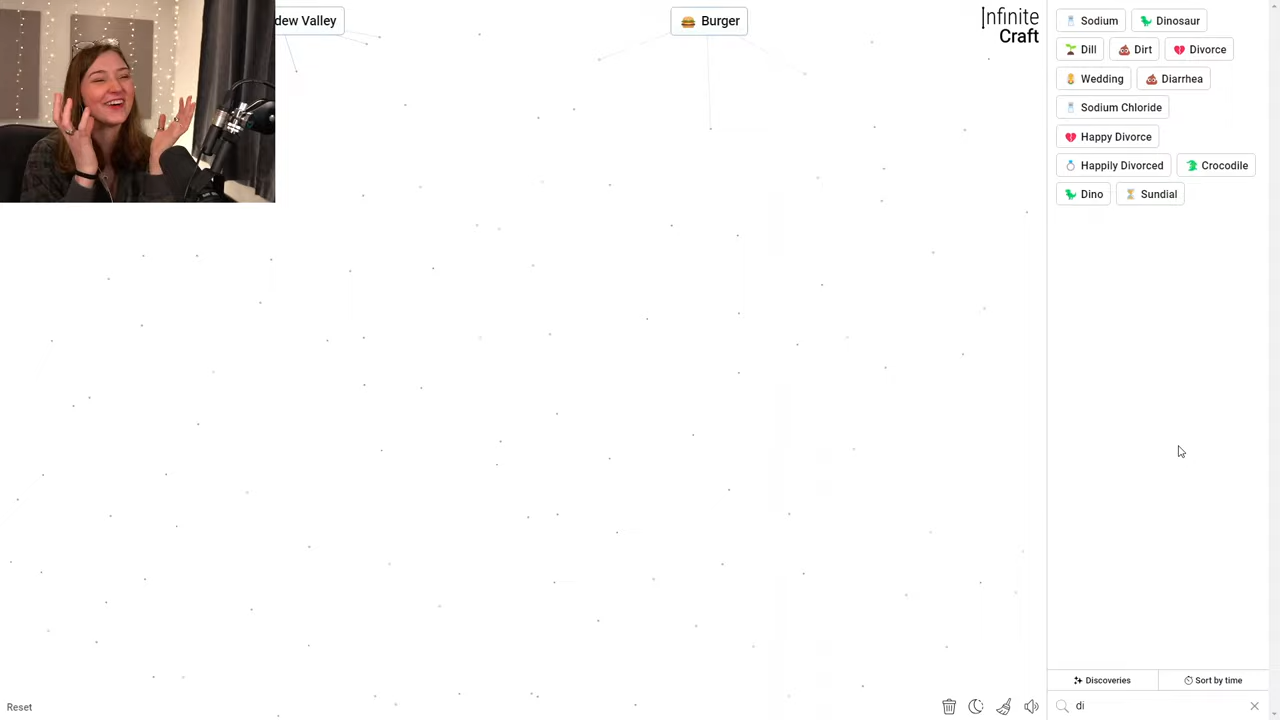 dew Valley
🍔 Burger
Infinite
Craft
🧂 Sodium
🦖 Dinosaur
🌱 Dill
💩 Dirt
💔 Divorce
👰 Wedding
💩 Diarrhea
🧂 Sodium Chloride
💔 Happy Divorce
💍 Happily Divorced
🐊 Crocodile
🦖 Dino
⏳ Sundial
Discoveries
Sort by time
di
Reset